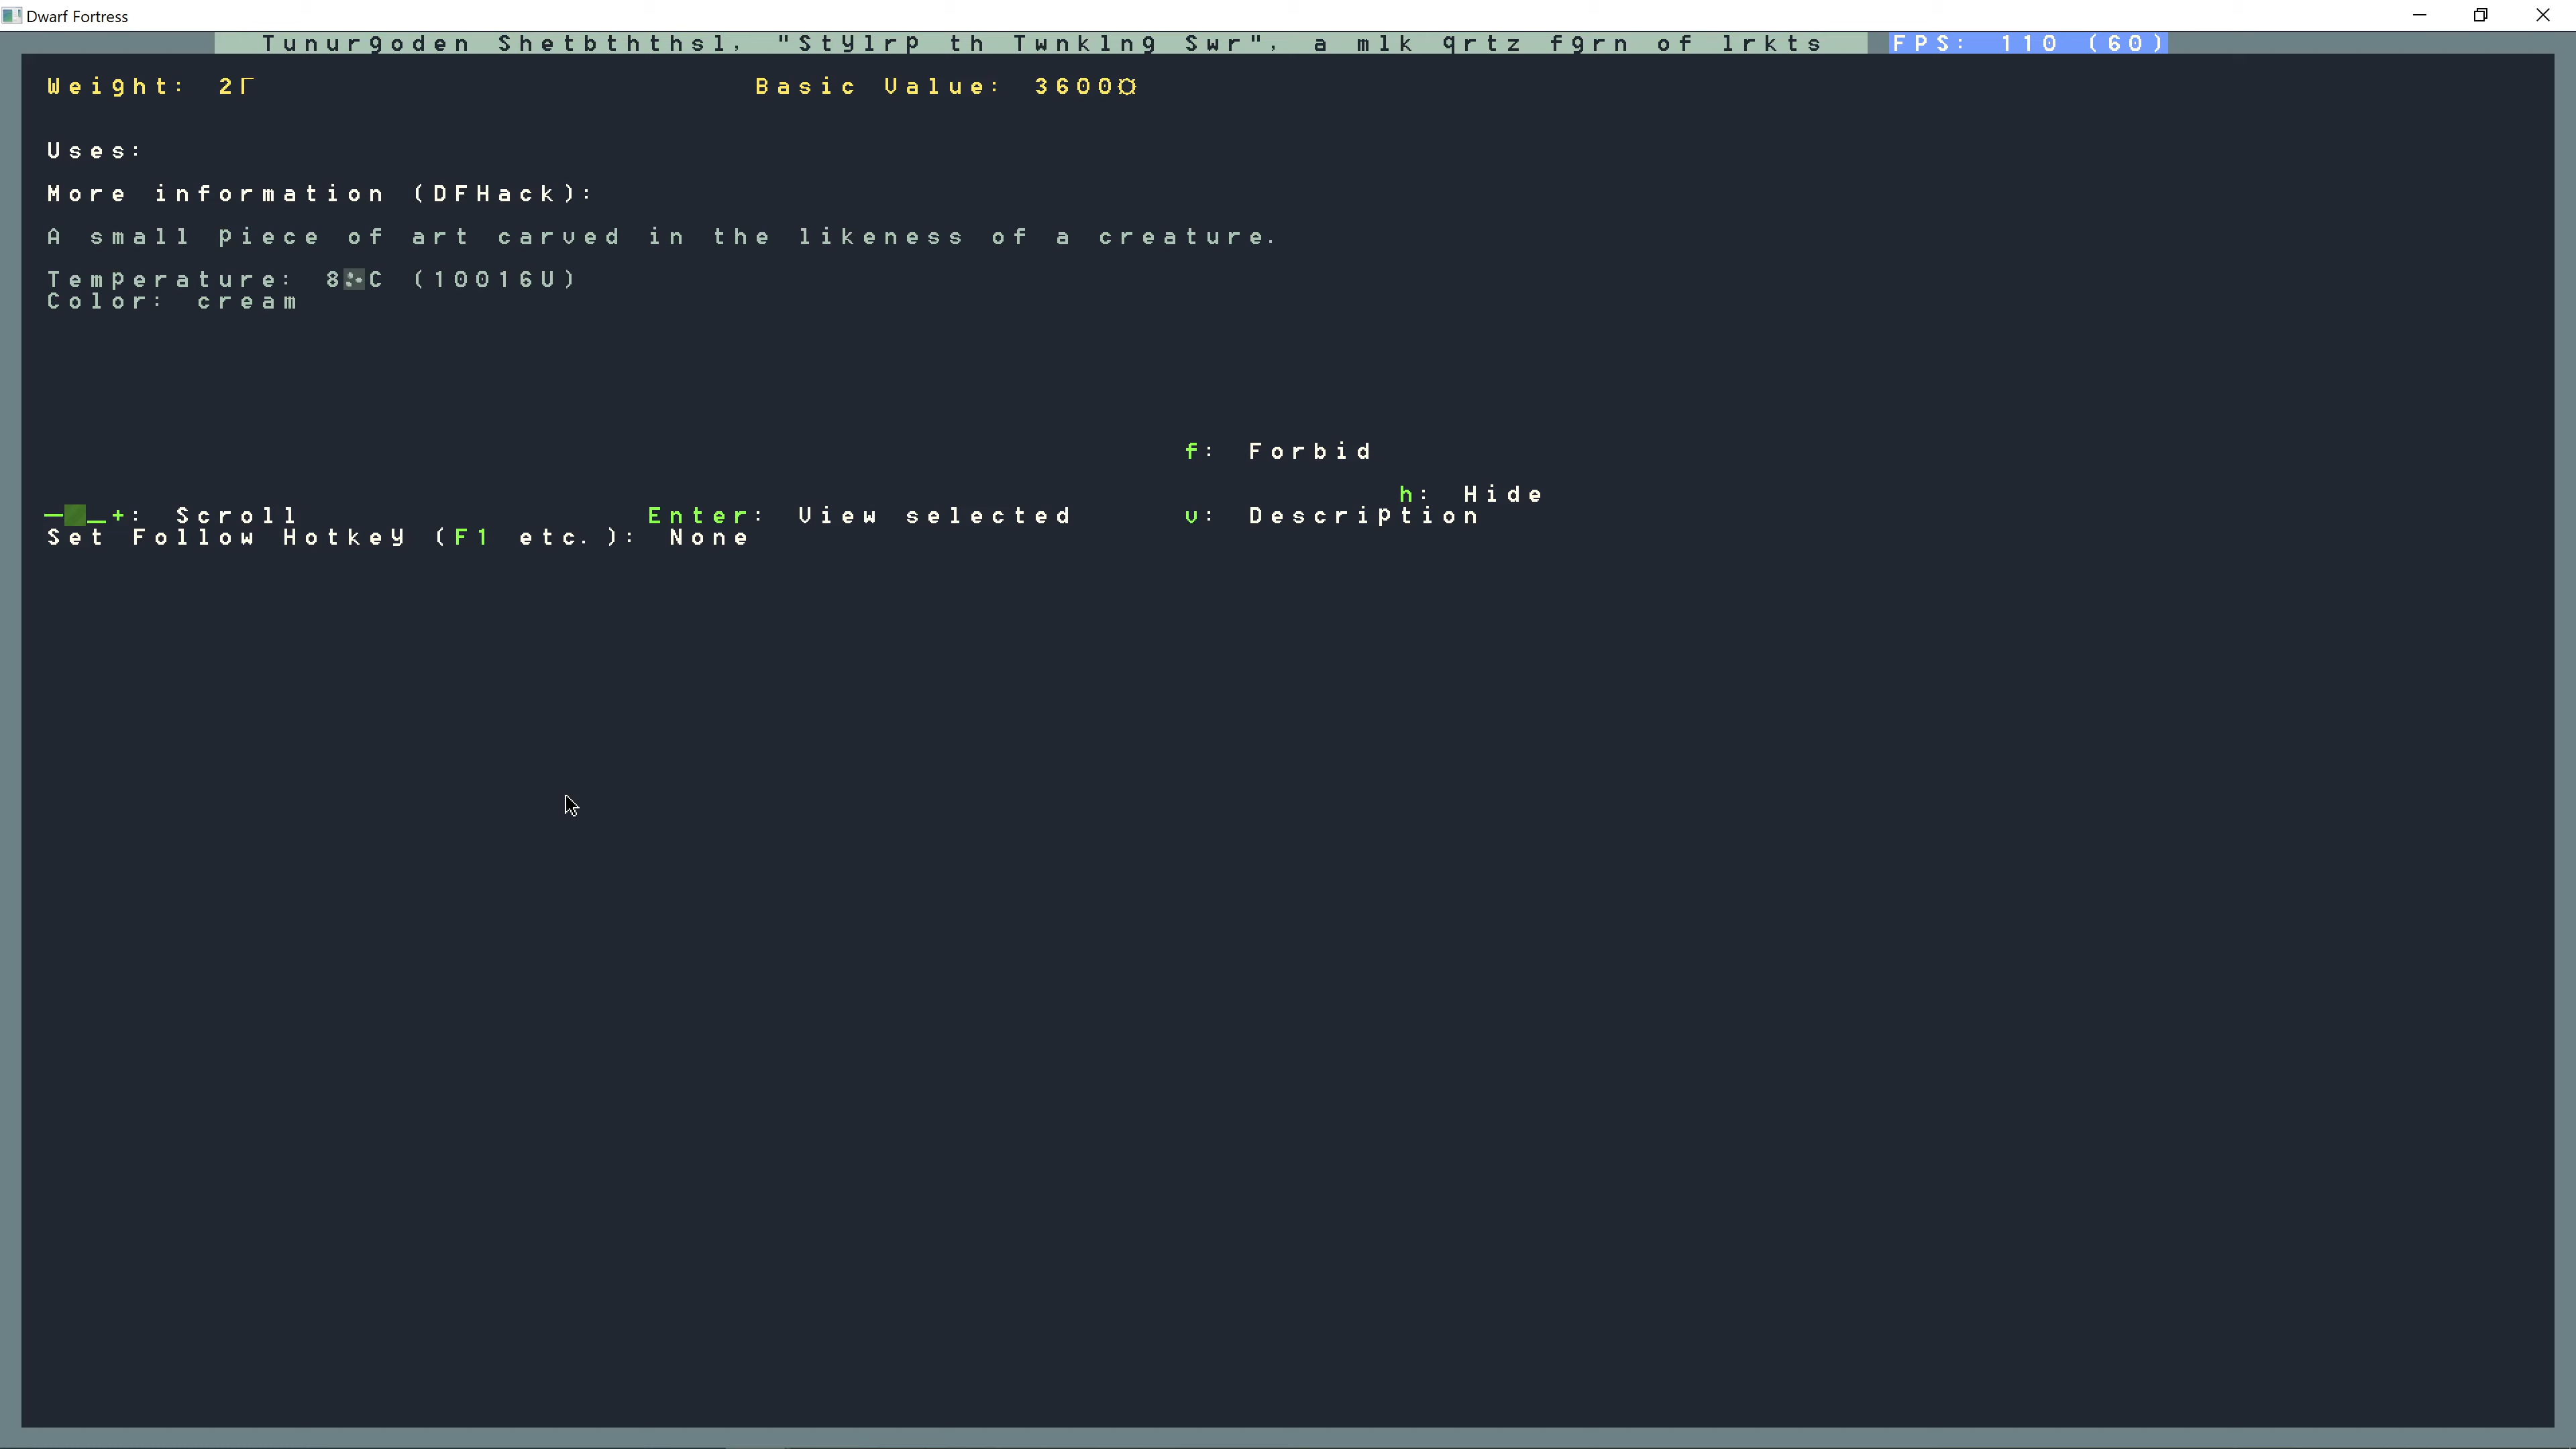 Dwarf Fortress
Tunurgoden Shetbththsl, "Stylrp th Twnklng Swr", a mlk qrtz fgrn of lrkts FPS: 110 (60)
Weight: 2Γ Basic Value: 3600☼
Uses:
More information (DFHack):
A small piece of art carved in the likeness of a creature.
Temperature: 8 C (10016U)
Color: cream
f: Forbid
h: Hide
—_+: Scroll Enter: View selected v: Description
Set Follow Hotkey (F1 etc.): None